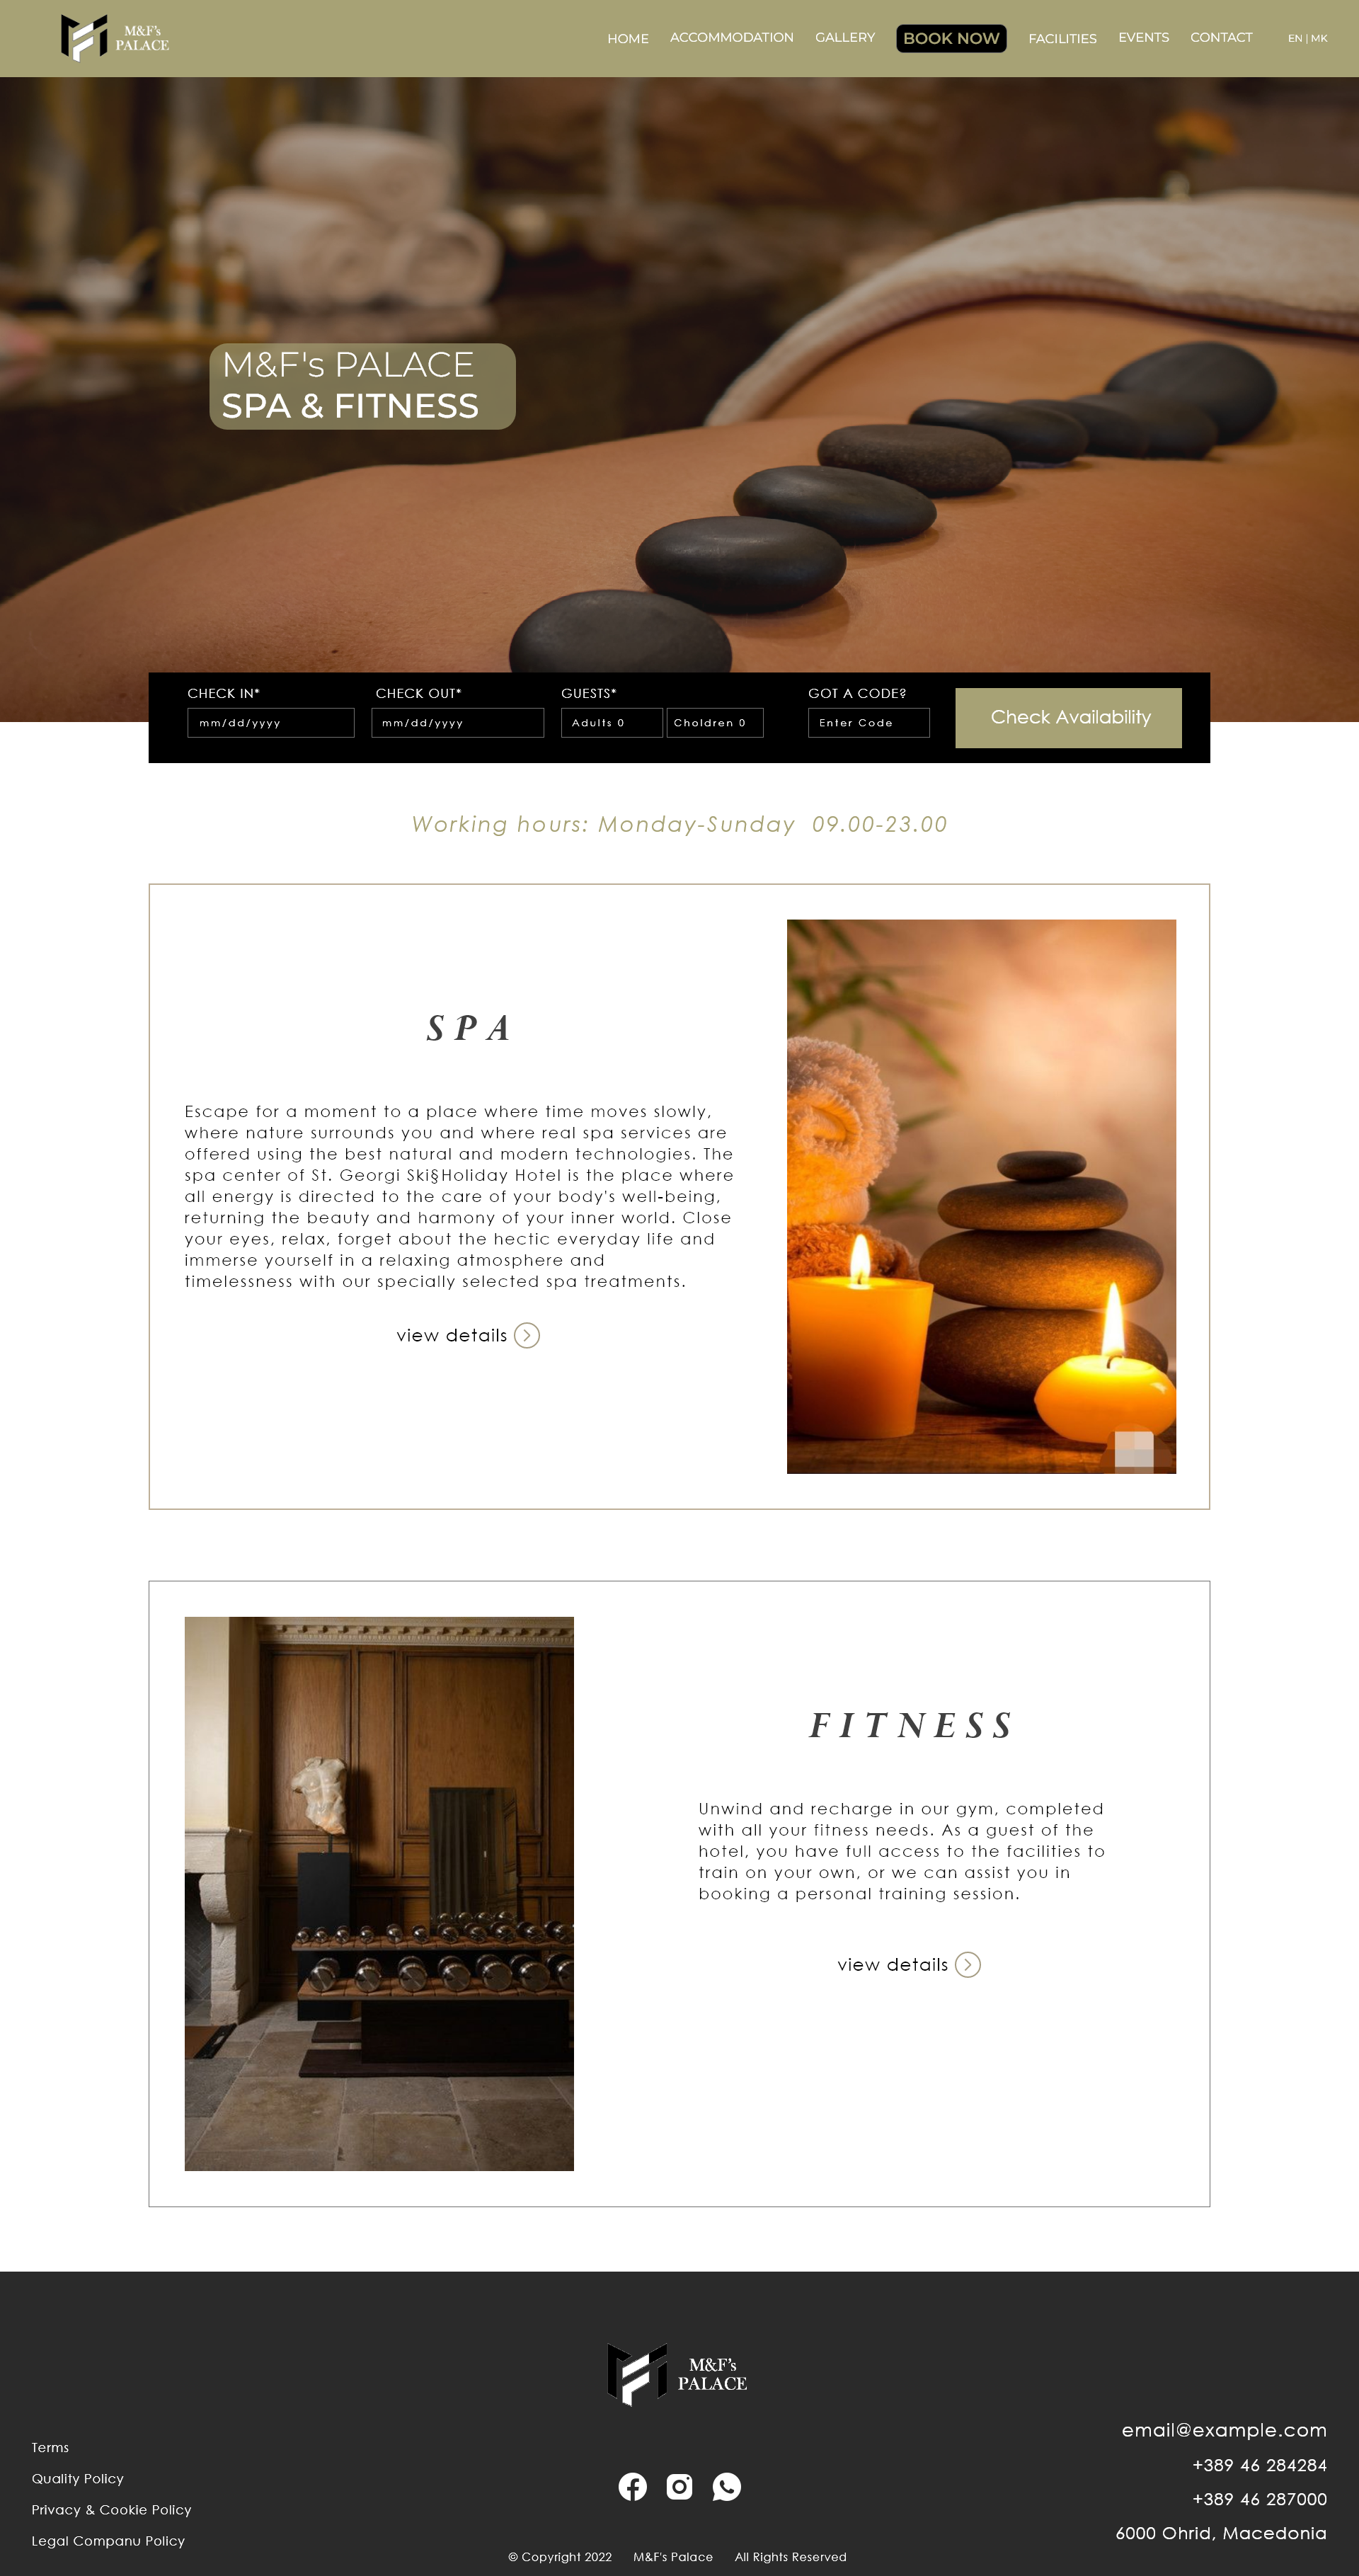 M&F's
PALACE
HOME ACCOMMODATION GALLERY BOOK NOW FACILITIES EVENTS CONTACT EN | MK
M&F's PALACE
SPA & FITNESS
CHECK IN* CHECK OUT* GUESTS* GOT A CODE?
mm/dd/yyyy mm/dd/yyyy Adults 0 Choldren 0 Enter Code Check Availability
Working hours: Monday-Sunday 09.00-23.00
SPA
Escape for a moment to a place where time moves slowly,
where nature surrounds you and where real spa services are
offered using the best natural and modern technologies. The
spa center of St. Georgi Ski§Holiday Hotel is the place where
all energy is directed to the care of your body's well-being,
returning the beauty and harmony of your inner world. Close
your eyes, relax, forget about the hectic everyday life and
immerse yourself in a relaxing atmosphere and
timelessness with our specially selected spa treatments.
view details
FITNESS
Unwind and recharge in our gym, completed
with all your fitness needs. As a guest of the
hotel, you have full access to the facilities to
train on your own, or we can assist you in
booking a personal training session.
view details
M&F's
PALACE
Terms
Quality Policy
Privacy & Cookie Policy
Legal Companu Policy
email@example.com
+389 46 284284
+389 46 287000
6000 Ohrid, Macedonia
© Copyright 2022 M&F's Palace All Rights Reserved